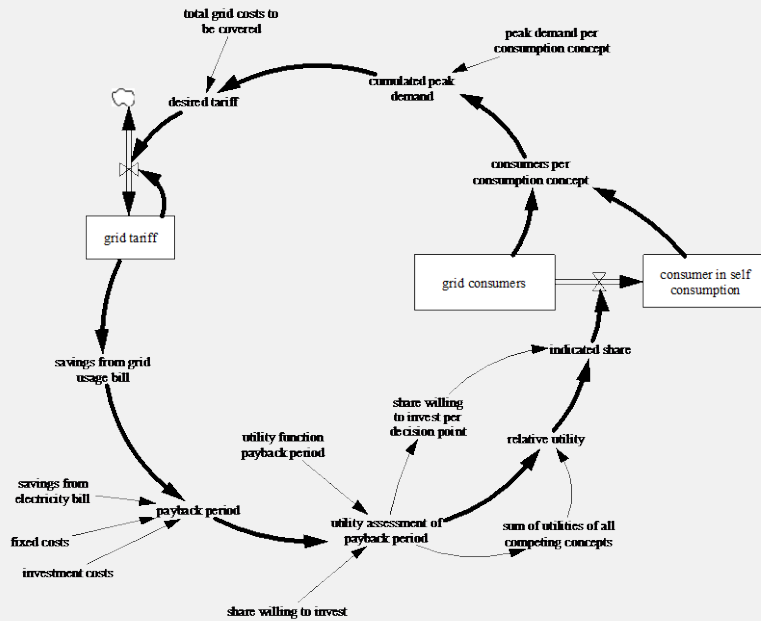 total grid costs to
be covered
peak demand per
consumption concept
desired tariff
cumulated peak
demand
consumers per
consumption concept
grid tariff
grid consumers
consumer in self
consumption
savings from grid
usage bill
indicated share
share willing
to invest per
decision point
utility function
payback period
relative utility
savings from
electricity bill
payback period
utility assessment of
payback period
sum of utilities of all
competing concepts
fixed costs
investment costs
share willing to invest